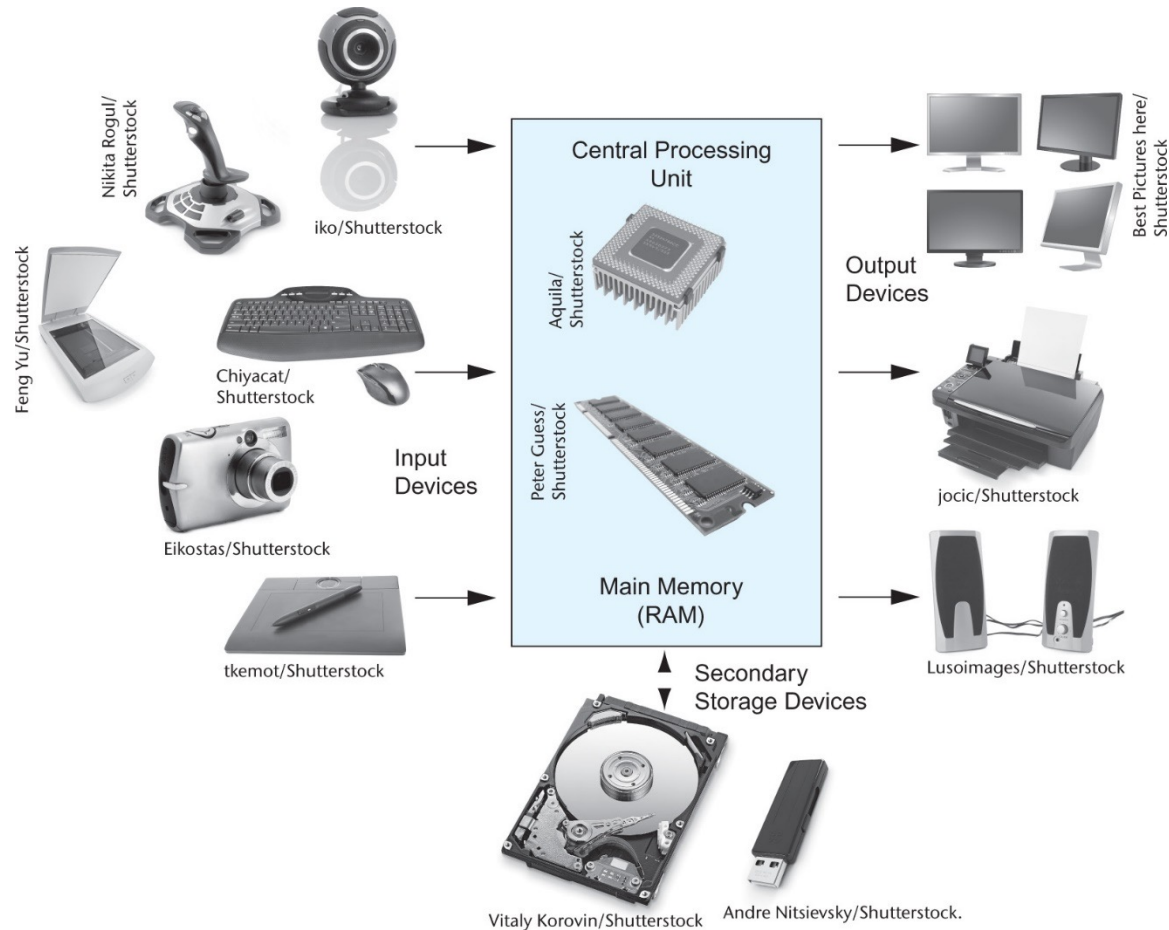 Nikita Rogul/
Shutterstock
iko/Shutterstock
Feng Yu/Shutterstock
Chiyacat/
Shutterstock
Eikostas/Shutterstock
Input
Devices
tkemot/Shutterstock
Central Processing
Unit
Aquila/
Shutterstock
Peter Guess/
Shutterstock
Main Memory
(RAM)
Best Pictures here/
Shutterstock
Output
Devices
jocic/Shutterstock
Lusoimages/Shutterstock
Secondary
Storage Devices
Vitaly Korovin/Shutterstock
Andre Nitsievsky/Shutterstock.